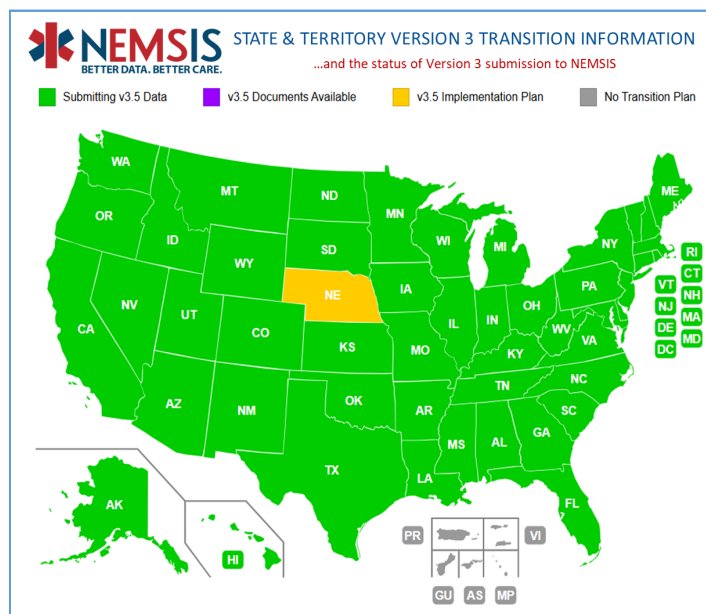 NEMSIS
BETTER DATA. BETTER CARE.
STATE & TERRITORY VERSION 3 TRANSITION INFORMATION
...and the status of Version 3 submission to NEMSIS
Submitting v3.5 Data
v3.5 Documents Available
v3.5 Implementation Plan
No Transition Plan
WA
MT
ND
MN
ME
OR
ID
WY
SD
WI
MI
NY
RI
CT
VT
NH
NJ
MA
DE
MD
DC
NV
UT
CO
NE
IA
IL
IN
OH
PA
CA
KS
MO
KY
WV
VA
AZ
NM
OK
AR
TN
NC
SC
TX
LA
MS
AL
GA
FL
AK
HI
PR
VI
GU
AS
MP